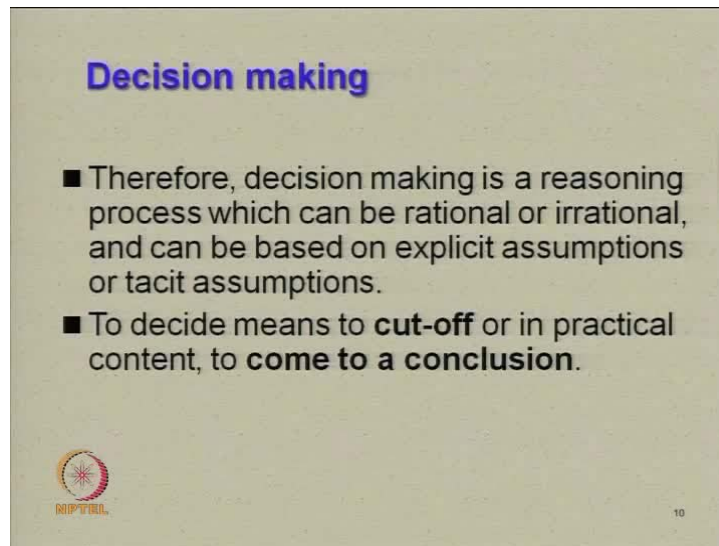 Decision making
■ Therefore, decision making is a reasoning
process which can be rational or irrational,
and can be based on explicit assumptions
or tacit assumptions.
■ To decide means to cut-off or in practical
content, to come to a conclusion.
NPTEL
10